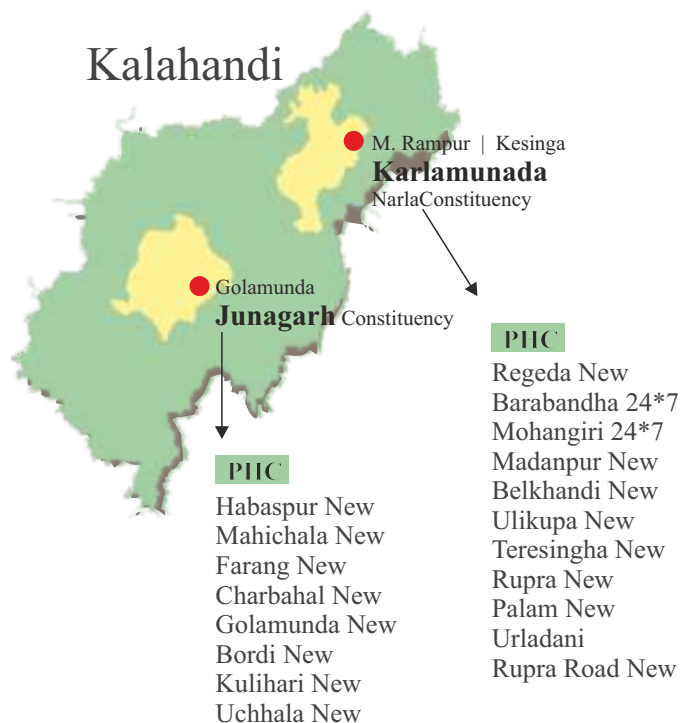 Kalahandi
M. Rampur | Kesinga
Karlamunada
NarlaConstituency
Golamunda
Junagarh Constituency
PHC
Regeda New
Barabandha 24*7
Mohangiri 24*7
Madanpur New
Belkhandi New
Ulikupa New
Teresingha New
Rupra New
Palam New
Urladani
Rupra Road New
PHC
Habaspur New
Mahichala New
Farang New
Charbahal New
Golamunda New
Bordi New
Kulihari New
Uchhala New